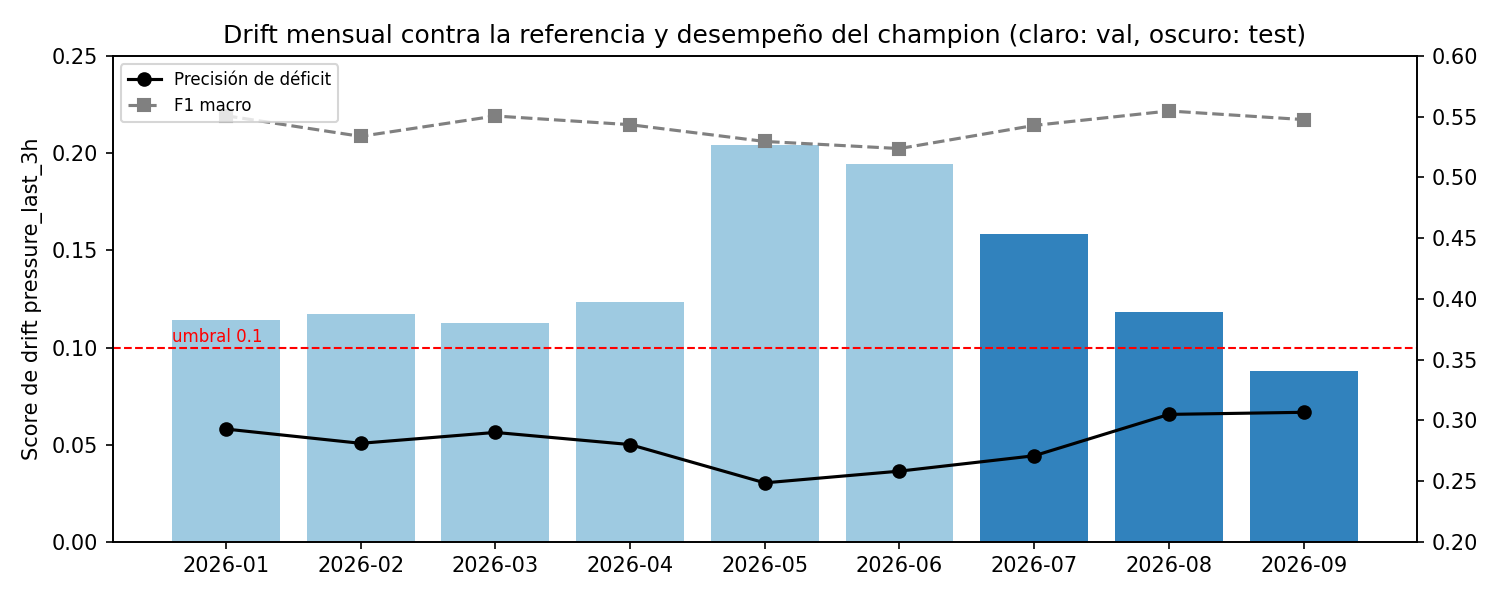 Drift mensual contra la referencia y desempeño del champion (claro: val, oscuro: test)
Precisión de déficit
F1 macro
umbral 0.1
Score de drift pressure_last_3h
0.25
0.20
0.15
0.10
0.05
0.00
0.60
0.55
0.50
0.45
0.40
0.35
0.30
0.25
0.20
2026-01 2026-02 2026-03 2026-04 2026-05 2026-06 2026-07 2026-08 2026-09